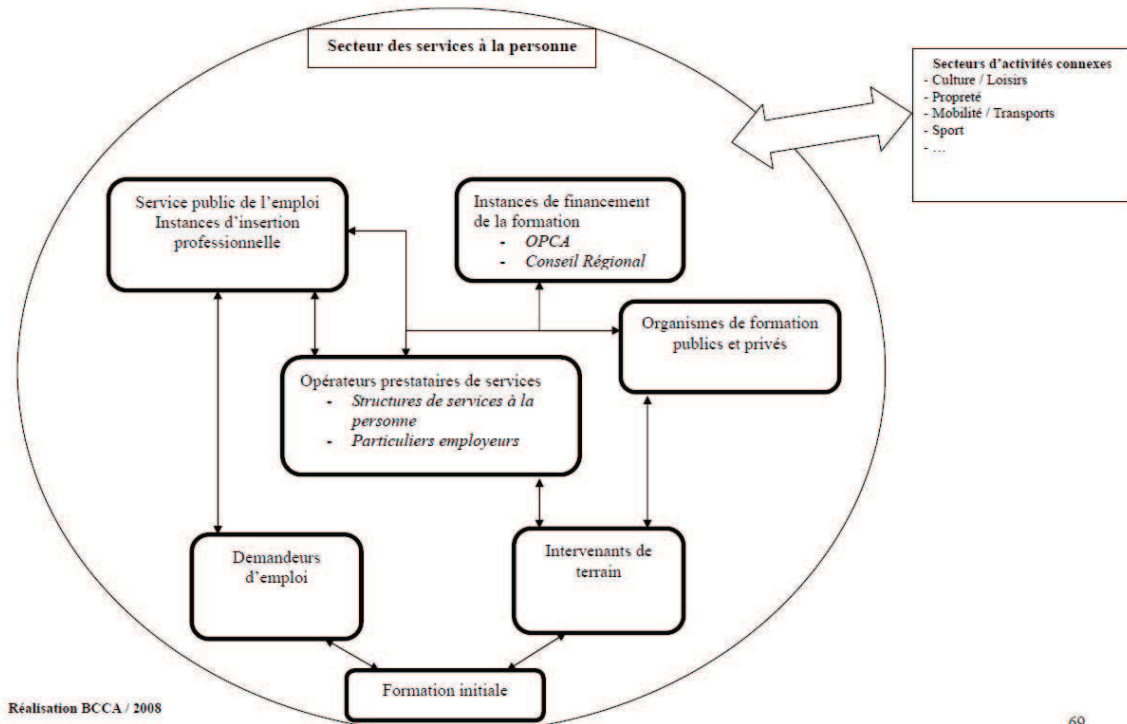 Secteur des services à la personne
Secteurs d'activités connexes
- Culture / Loisirs
- Propreté
- Mobilité / Transports
- Sport
- ...
Service public de l'emploi
Instances d'insertion
professionnelle
Instances de financement
de la formation
- OPCA
- Conseil Régional
Organismes de formation
publics et privés
Opérateurs prestataires de services
- Structures de services à la
personne
- Particuliers employeurs
Demandeurs
d'emploi
Intervenants de
terrain
Formation initiale
Réalisation BCCA / 2008
69